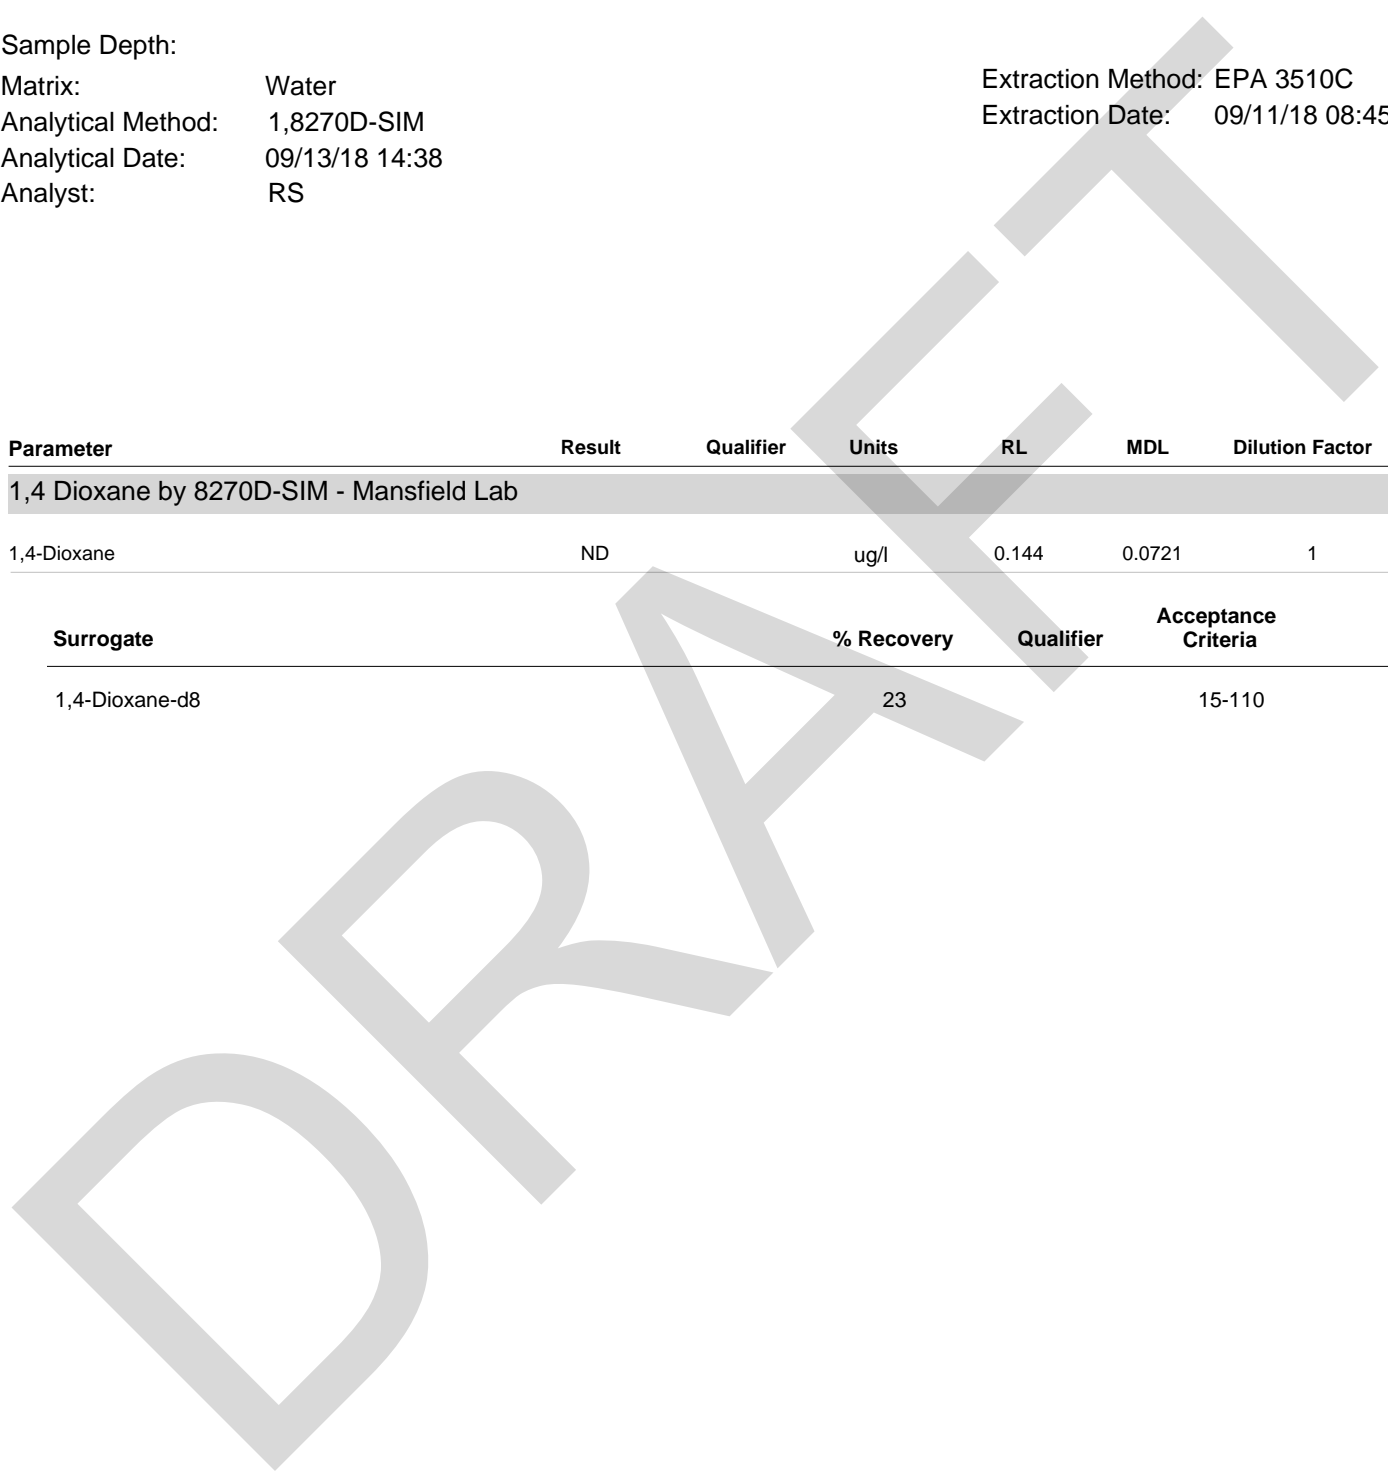 Sample Depth:
Matrix: Water
Extraction Method: EPA 3510C
Analytical Method: 1,8270D-SIM
Extraction Date: 09/11/18 08:45
Analytical Date: 09/13/18 14:38
Analyst: RS
Parameter Result Qualifier Units RL MDL Dilution Factor
1,4 Dioxane by 8270D-SIM - Mansfield Lab
1,4-Dioxane ND ug/l 0.144 0.0721 1
Surrogate % Recovery Qualifier Acceptance
Criteria
1,4-Dioxane-d8 23 15-110
DRAFT